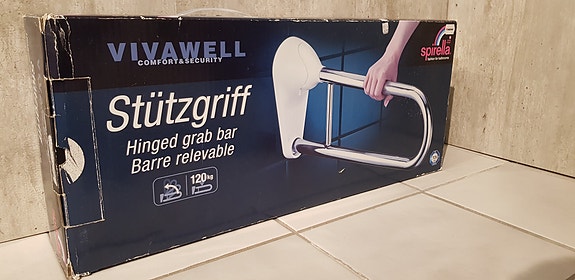 VIVAWELL
COMFORT&SECURITY
Stützgriff
Hinged grab bar
Barre relevable
120kg
spirella